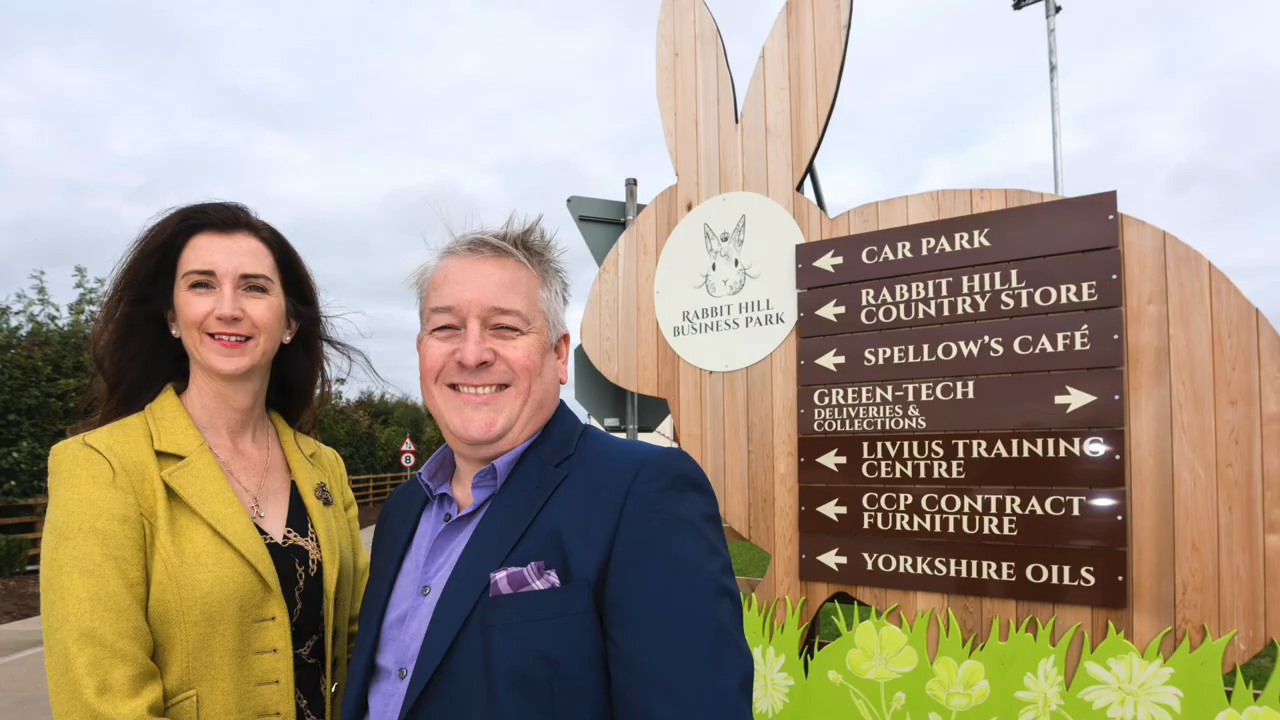 RABBIT HILL
BUSINESS PARK
CAR PARK
RABBIT HILL
COUNTRY STORE
SPELLOW'S CAFÉ
GREEN-TECH
DELIVERIES &
COLLECTIONS
LIVIUS TRAINING
CENTRE
CCP CONTRACT
FURNITURE
YORKSHIRE OILS
8